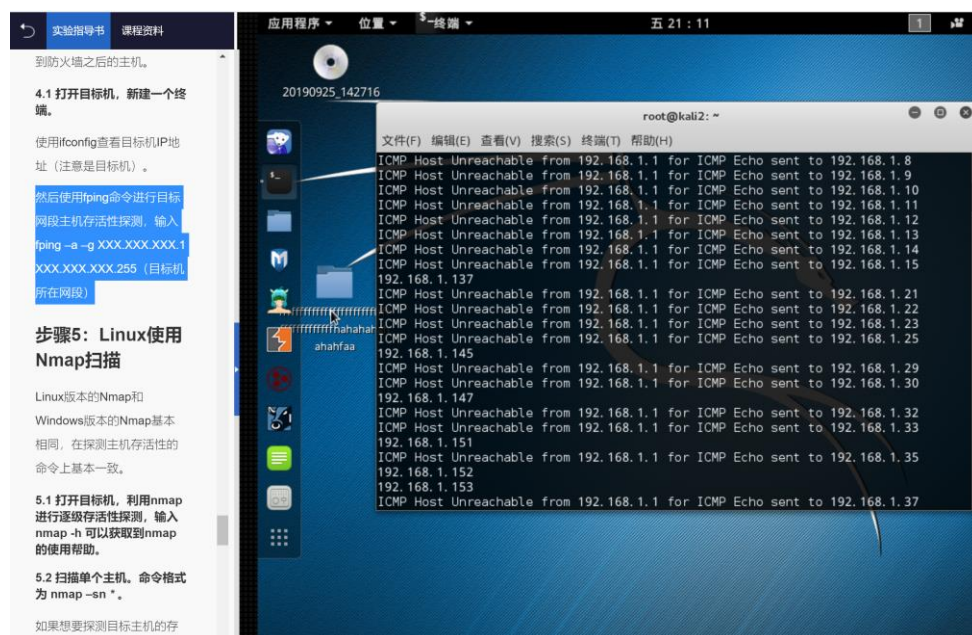 实验指导书 课程资料
到防火墙之后的主机。
4.1 打开目标机，新建一个终
端。
使用ifconfig查看目标机IP地
址（注意是目标机）。
然后使用fping命令进行目标
网段主机存活性探测，输入
fping –a –g XXX.XXX.XXX.1
XXX.XXX.XXX.255（目标机
所在网段）
步骤5：Linux使用
Nmap扫描
Linux版本的Nmap和
Windows版本的Nmap基本
相同，在探测主机存活性的
命令上基本一致。
5.1 打开目标机，利用nmap
进行逐级存活性探测，输入
nmap -h 可以获取到nmap
的使用帮助。
5.2 扫描单个主机。命令格式
为 nmap –sn *。
如果想要探测目标主机的存
应用程序 位置 终端 五 21：11 1
20190925_142716
ahahfaa
root@kali2: ~
文件(F) 编辑(E) 查看(V) 搜索(S) 终端(T) 帮助(H)
ICMP Host Unreachable from 192.168.1.1 for ICMP Echo sent to 192.168.1.8
ICMP Host Unreachable from 192.168.1.1 for ICMP Echo sent to 192.168.1.9
ICMP Host Unreachable from 192.168.1.1 for ICMP Echo sent to 192.168.1.10
ICMP Host Unreachable from 192.168.1.1 for ICMP Echo sent to 192.168.1.11
ICMP Host Unreachable from 192.168.1.1 for ICMP Echo sent to 192.168.1.12
ICMP Host Unreachable from 192.168.1.1 for ICMP Echo sent to 192.168.1.13
ICMP Host Unreachable from 192.168.1.1 for ICMP Echo sent to 192.168.1.14
ICMP Host Unreachable from 192.168.1.1 for ICMP Echo sent to 192.168.1.15
192.168.1.137
ICMP Host Unreachable from 192.168.1.1 for ICMP Echo sent to 192.168.1.21
ICMP Host Unreachable from 192.168.1.1 for ICMP Echo sent to 192.168.1.22
ICMP Host Unreachable from 192.168.1.1 for ICMP Echo sent to 192.168.1.23
ICMP Host Unreachable from 192.168.1.1 for ICMP Echo sent to 192.168.1.25
192.168.1.145
ICMP Host Unreachable from 192.168.1.1 for ICMP Echo sent to 192.168.1.29
ICMP Host Unreachable from 192.168.1.1 for ICMP Echo sent to 192.168.1.30
192.168.1.147
ICMP Host Unreachable from 192.168.1.1 for ICMP Echo sent to 192.168.1.32
ICMP Host Unreachable from 192.168.1.1 for ICMP Echo sent to 192.168.1.33
192.168.1.151
ICMP Host Unreachable from 192.168.1.1 for ICMP Echo sent to 192.168.1.35
192.168.1.152
192.168.1.153
ICMP Host Unreachable from 192.168.1.1 for ICMP Echo sent to 192.168.1.37